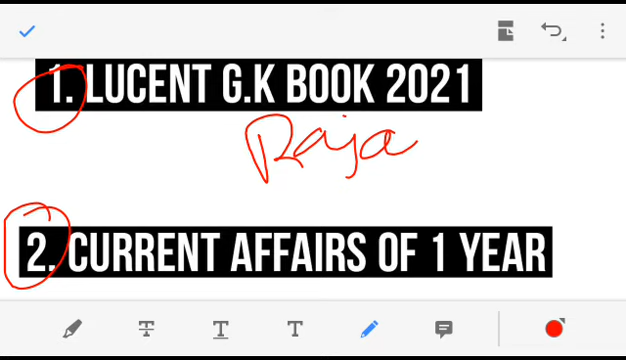 1. LUCENT G.K BOOK 2021
Raja
2. CURRENT AFFAIRS OF 1 YEAR